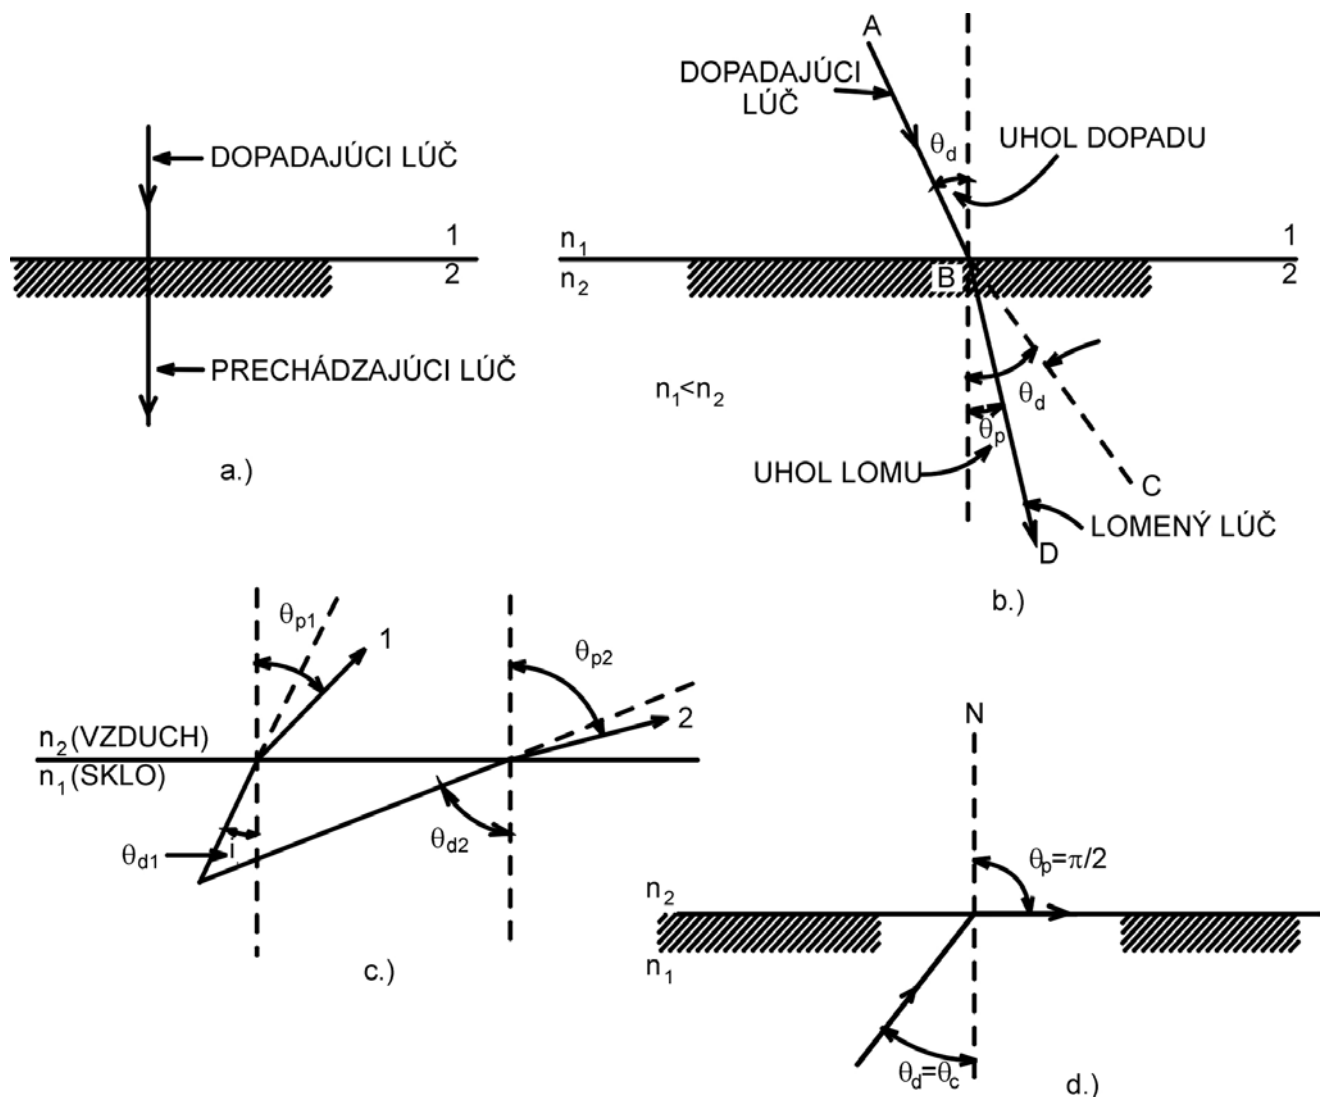 DOPADAJÚCI LÚČ
1
2
PRECHÁDZAJÚCI LÚČ
a.)
A
DOPADAJÚCI
LÚČ
θd
UHOL DOPADU
n1
1
n2
B
2
n1<n2
θd
θp
UHOL LOMU
C
LOMENÝ LÚČ
D
b.)
θp1
1
θp2
2
n2 (VZDUCH)
n1 (SKLO)
θd1
i
θd2
c.)
N
θp=π/2
n2
n1
θd=θc
d.)